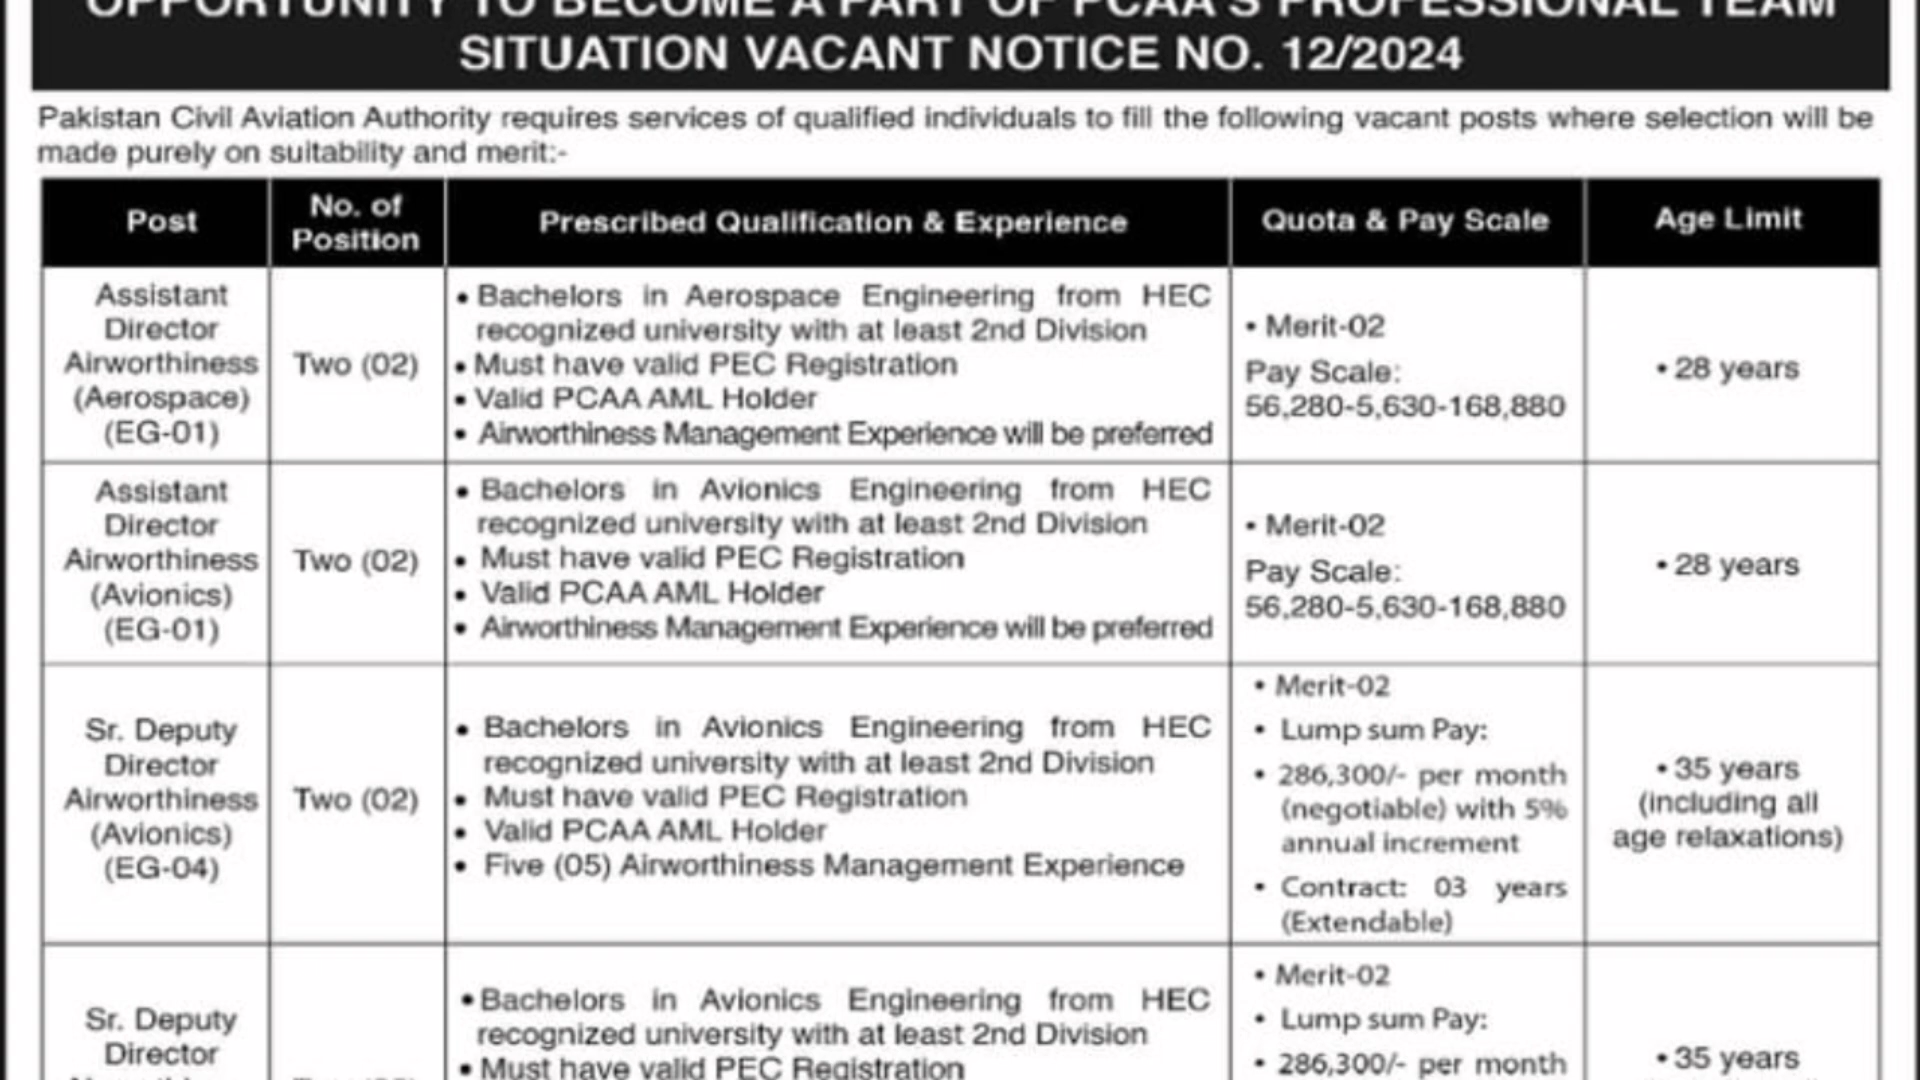 OPPORTUNITY TO BECOME A PART OF PCAA'S PROFESSIONAL TEAM
SITUATION VACANT NOTICE NO. 12/2024
Pakistan Civil Aviation Authority requires services of qualified individuals to fill the following vacant posts where selection will be
made purely on suitability and merit:-
Post
No. of
Position
Prescribed Qualification & Experience
Quota & Pay Scale
Age Limit
Assistant
Director
Airworthiness
(Aerospace)
(EG-01)
Two (02)
• Bachelors in Aerospace Engineering from HEC
recognized university with at least 2nd Division
• Must have valid PEC Registration
• Valid PCAA AML Holder
• Airworthiness Management Experience will be preferred
• Merit-02
Pay Scale:
56,280-5,630-168,880
• 28 years
Assistant
Director
Airworthiness
(Avionics)
(EG-01)
Two (02)
• Bachelors in Avionics Engineering from HEC
recognized university with at least 2nd Division
• Must have valid PEC Registration
• Valid PCAA AML Holder
• Airworthiness Management Experience will be preferred
• Merit-02
Pay Scale:
56,280-5,630-168,880
• 28 years
Sr. Deputy
Director
Airworthiness
(Avionics)
(EG-04)
Two (02)
• Bachelors in Avionics Engineering from HEC
recognized university with at least 2nd Division
• Must have valid PEC Registration
• Valid PCAA AML Holder
• Five (05) Airworthiness Management Experience
• Merit-02
• Lump sum Pay:
• 286,300/- per month
(negotiable) with 5%
annual increment
• Contract: 03 years
(Extendable)
• 35 years
(including all
age relaxations)
Sr. Deputy
Director
• Bachelors in Avionics Engineering from HEC
recognized university with at least 2nd Division
• Must have valid PEC Registration
• Merit-02
• Lump sum Pay:
• 286,300/- per month
• 35 years